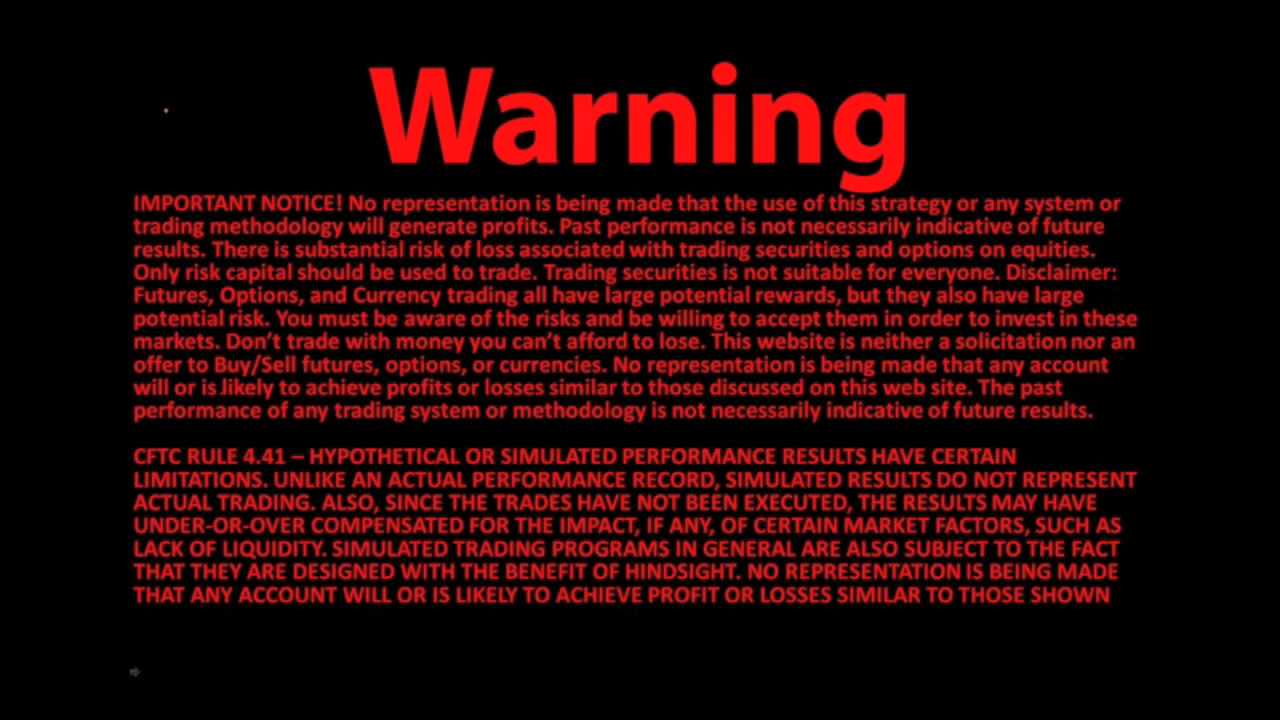 Warning
IMPORTANT NOTICE! No representation is being made that the use of this strategy or any system or
trading methodology will generate profits. Past performance is not necessarily indicative of future
results. There is substantial risk of loss associated with trading securities and options on equities.
Only risk capital should be used to trade. Trading securities is not suitable for everyone. Disclaimer:
Futures, Options, and Currency trading all have large potential rewards, but they also have large
potential risk. You must be aware of the risks and be willing to accept them in order to invest in these
markets. Don’t trade with money you can’t afford to lose. This website is neither a solicitation nor an
offer to Buy/Sell futures, options, or currencies. No representation is being made that any account
will or is likely to achieve profits or losses similar to those discussed on this web site. The past
performance of any trading system or methodology is not necessarily indicative of future results.
CFTC RULE 4.41 – HYPOTHETICAL OR SIMULATED PERFORMANCE RESULTS HAVE CERTAIN
LIMITATIONS. UNLIKE AN ACTUAL PERFORMANCE RECORD, SIMULATED RESULTS DO NOT REPRESENT
ACTUAL TRADING. ALSO, SINCE THE TRADES HAVE NOT BEEN EXECUTED, THE RESULTS MAY HAVE
UNDER-OR-OVER COMPENSATED FOR THE IMPACT, IF ANY, OF CERTAIN MARKET FACTORS, SUCH AS
LACK OF LIQUIDITY. SIMULATED TRADING PROGRAMS IN GENERAL ARE ALSO SUBJECT TO THE FACT
THAT THEY ARE DESIGNED WITH THE BENEFIT OF HINDSIGHT. NO REPRESENTATION IS BEING MADE
THAT ANY ACCOUNT WILL OR IS LIKELY TO ACHIEVE PROFIT OR LOSSES SIMILAR TO THOSE SHOWN